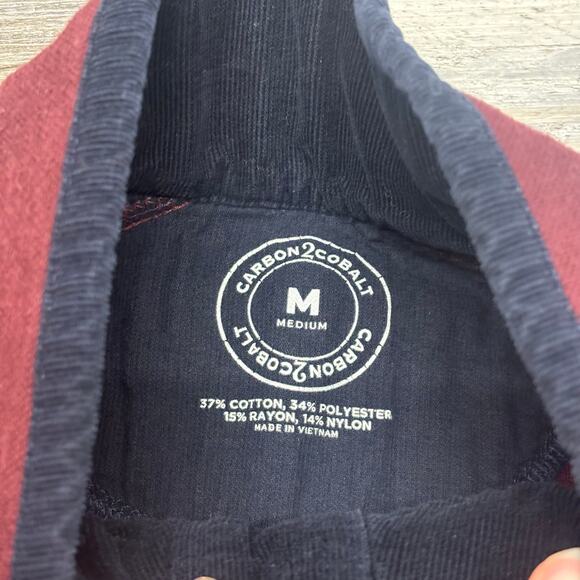 CARBON2COBALT
M
MEDIUM
CARBON2COBALT
37% COTTON, 34% POLYESTER
15% RAYON, 14% NYLON
MADE IN VIETNAM